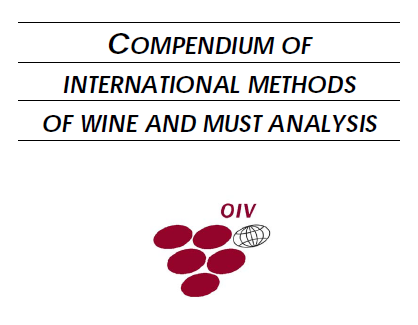 COMPENDIUM OF
INTERNATIONAL METHODS
OF WINE AND MUST ANALYSIS
OIV